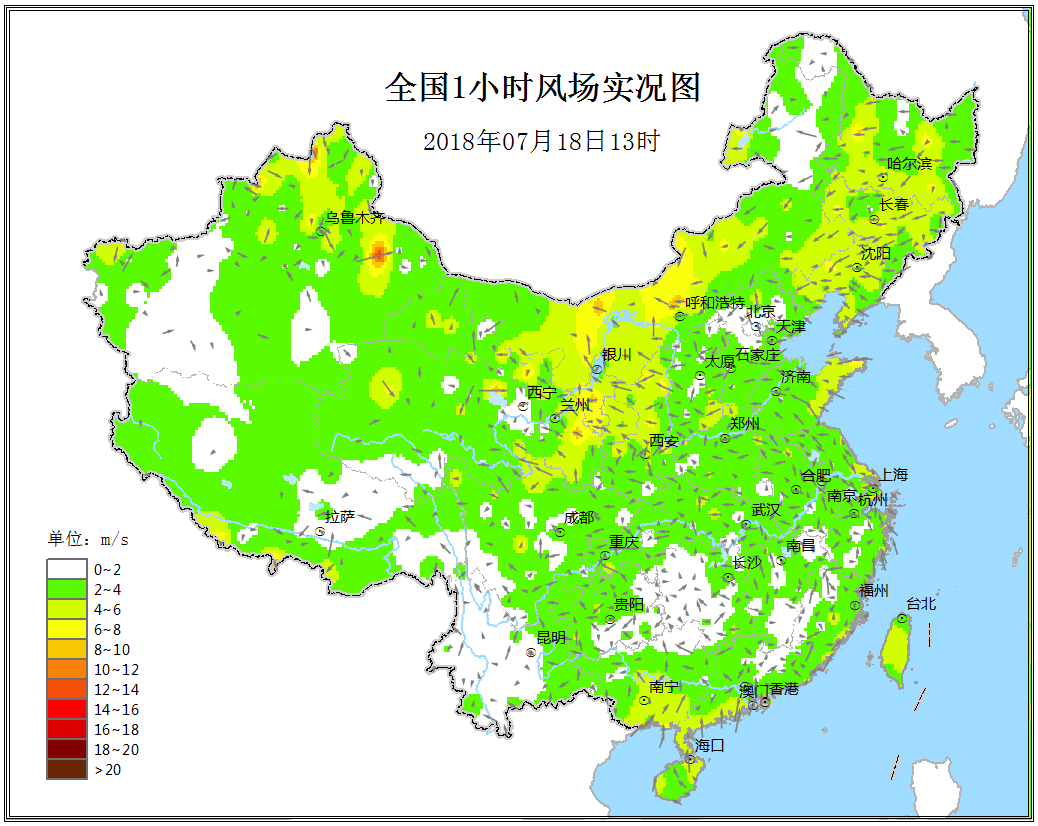 全国1小时风场实况图
2018年07月18日13时
哈尔滨
长春
乌鲁木齐
沈阳
呼和浩特
北京
天津
银川
太原
石家庄
济南
西宁
兰州
郑州
西安
合肥
上海
南京
杭州
拉萨
成都
武汉
重庆
南昌
长沙
福州
台北
贵阳
昆明
南宁
澳门
香港
海口
单位: m/s
0~2
2~4
4~6
6~8
8~10
10~12
12~14
14~16
16~18
18~20
>20